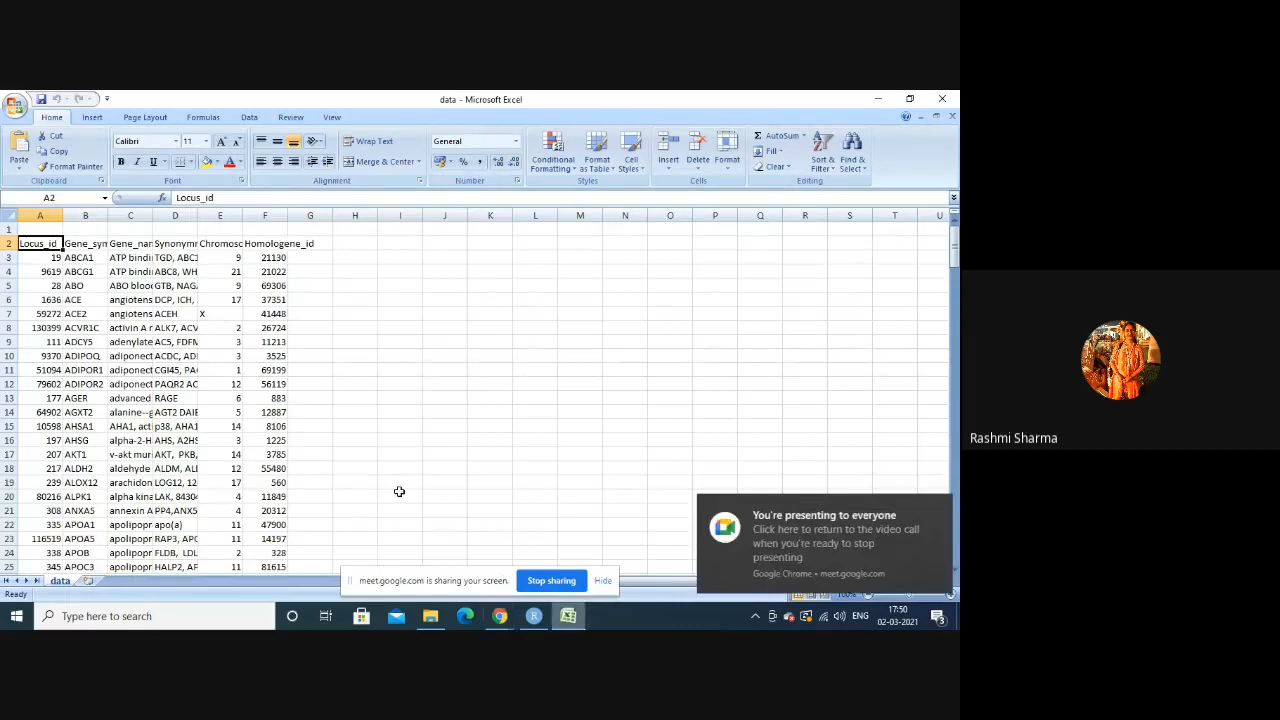 data - Microsoft Excel
Home Insert Page Layout Formulas Data Review View
Cut
Copy
Format Painter
Paste
Clipboard
Calibri 11
B I U
Font
Wrap Text
Merge & Center
Alignment
General
Number
Conditional Formatting
Format as Table
Cell Styles
Styles
Insert Delete Format
Cells
AutoSum
Fill
Clear
Sort & Filter
Find & Select
Editing
A2 fx Locus_id
A B C D E F G H I J K L M N O P Q R S T U
1
2 Locus_id Gene_sym Gene_nam Synonyms Chromoso Homologene_id
3 19 ABCA1 ATP bindi TGD, ABC1 9 21130
4 9619 ABCG1 ATP bindi ABC8, WH 21 21022
5 28 ABO ABO bloo GTB, NAG 9 69306
6 1636 ACE angiotens DCP, ICH, 17 37351
7 59272 ACE2 angiotens ACEH X 41448
8 130399 ACVR1C activin A r ALK7, ACV 2 26724
9 111 ADCY5 adenylate AC5, FDFM 3 11213
10 9370 ADIPOQ adiponect ACDC, ADI 3 3525
11 51094 ADIPOR1 adiponect CGI45, PA 1 69199
12 79602 ADIPOR2 adiponect PAQR2 AC 12 56119
13 177 AGER advanced RAGE 6 883
14 64902 AGXT2 alanine--g AGT2 DAIB 5 12887
15 10598 AHSA1 AHA1, acti p38, AHA1 14 8106
16 197 AHSG alpha-2-H AHS, A2HS 3 1225
17 207 AKT1 v-akt muri AKT, PKB, 14 3785
18 217 ALDH2 aldehyde ALDM, AL 12 55480
19 239 ALOX12 arachidon LOG12, 12 17 560
20 80216 ALPK1 alpha kina LAK, 8430 4 11849
21 308 ANXA5 annexin A PP4,ANX5 4 20312
22 335 APOA1 apolipopr apo(a) 11 47900
23 116519 APOA5 apolipopr RAP3, APC 11 14197
24 338 APOB apolipopr FLDB, LDL 2 328
25 345 APOC3 apolipopr HALP2, AP 11 81615
data
Ready
100%
meet.google.com is sharing your screen. Stop sharing Hide
You're presenting to everyone
Click here to return to the video call
when you're ready to stop
presenting
Google Chrome • meet.google.com
Type here to search
ENG
17:50
02-03-2021
3
Rashmi Sharma